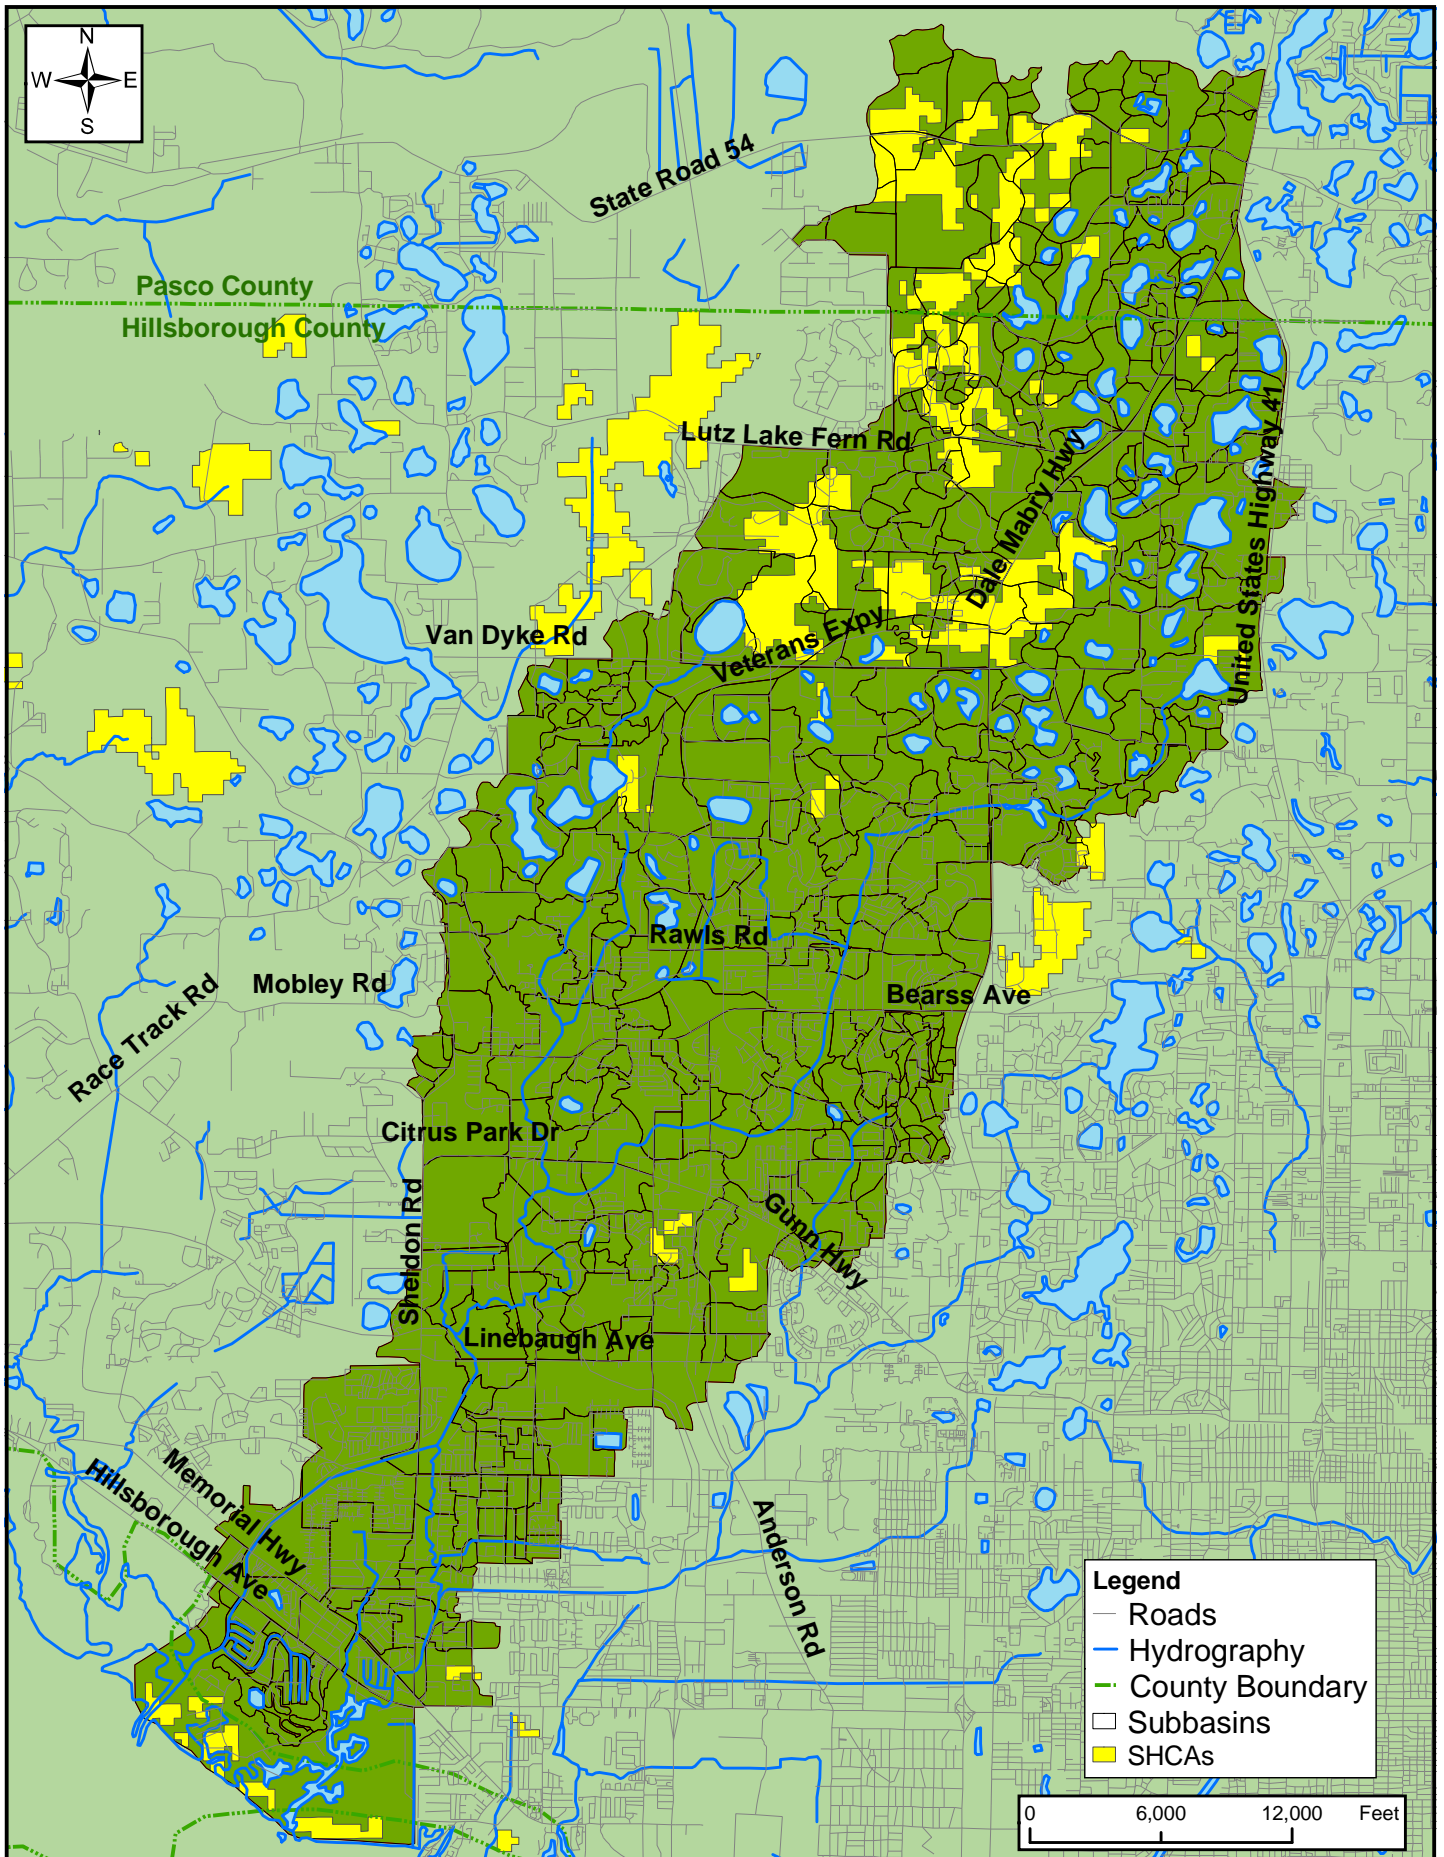 N
W E
S
State Road 54
Pasco County
Hillsborough County
Lutz Lake Fern Rd
Dale Mabry Hwy
United States Highway 41
Van Dyke Rd
Veterans Expy
Rawls Rd
Mobley Rd
Bearss Ave
Race Track Rd
Citrus Park Dr
Sheldon Rd
Gunn Hwy
Linebaugh Ave
Memorial Hwy
Hillsborough Ave
Anderson Rd
Legend
Roads
Hydrography
County Boundary
Subbasins
SHCAs
0 6,000 12,000 Feet